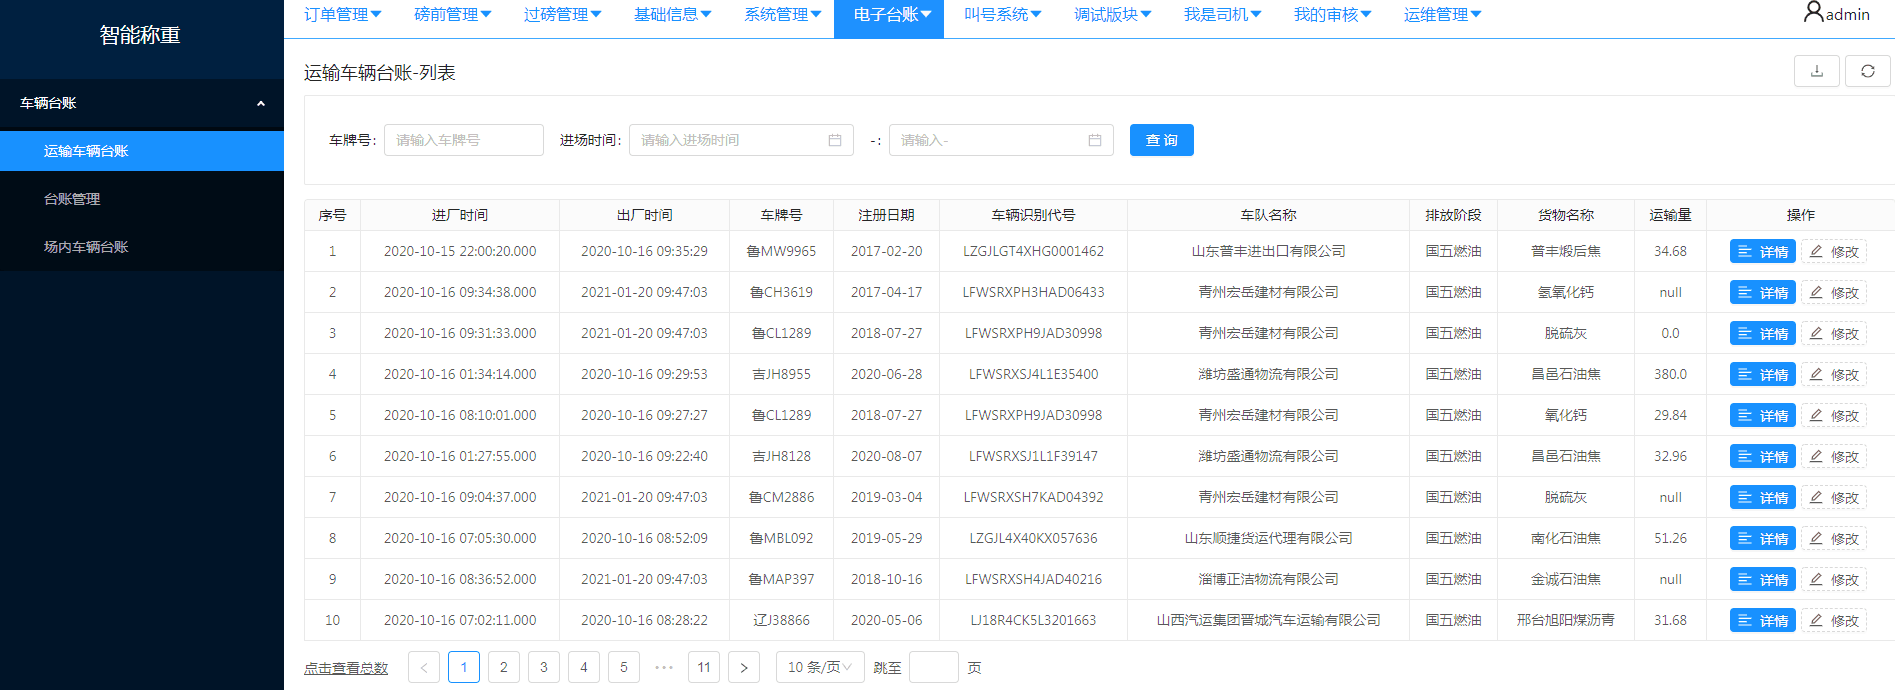 智能称重
订单管理 磅前管理 过磅管理 基础信息 系统管理 电子台账 叫号系统 调试版块 我是司机 我的审核 运维管理 admin
车辆台账
运输车辆台账
台账管理
场内车辆台账
运输车辆台账-列表
车牌号: 请输入车牌号 进场时间: 请输入进场时间 -: 请输入- 查 询
序号 进厂时间 出厂时间 车牌号 注册日期 车辆识别代号 车队名称 排放阶段 货物名称 运输量 操作
1 2020-10-15 22:00:20.000 2020-10-16 09:35:29 鲁MW9965 2017-02-20 LZGJLGT4XHG0001462 山东普丰进出口有限公司 国五燃油 普丰煅后焦 34.68 详情 修改
2 2020-10-16 09:34:38.000 2021-01-20 09:47:03 鲁CH3619 2017-04-17 LFWSRXPH3HAD06433 青州宏岳建材有限公司 国五燃油 氢氧化钙 null 详情 修改
3 2020-10-16 09:31:33.000 2021-01-20 09:47:03 鲁CL1289 2018-07-27 LFWSRXPH9JAD30998 青州宏岳建材有限公司 国五燃油 脱硫灰 0.0 详情 修改
4 2020-10-16 01:34:14.000 2020-10-16 09:29:53 吉JH8955 2020-06-28 LFWSRXSJ4L1E35400 潍坊盛通物流有限公司 国五燃油 昌邑石油焦 380.0 详情 修改
5 2020-10-16 08:10:01.000 2020-10-16 09:27:27 鲁CL1289 2018-07-27 LFWSRXPH9JAD30998 青州宏岳建材有限公司 国五燃油 氧化钙 29.84 详情 修改
6 2020-10-16 01:27:55.000 2020-10-16 09:22:40 吉JH8128 2020-08-07 LFWSRXSJ1L1F39147 潍坊盛通物流有限公司 国五燃油 昌邑石油焦 32.96 详情 修改
7 2020-10-16 09:04:37.000 2021-01-20 09:47:03 鲁CM2886 2019-03-04 LFWSRXSH7KAD04392 青州宏岳建材有限公司 国五燃油 脱硫灰 null 详情 修改
8 2020-10-16 07:05:30.000 2020-10-16 08:52:09 鲁MBL092 2019-05-29 LZGJL4X40KX057636 山东顺捷货运代理有限公司 国五燃油 南化石油焦 51.26 详情 修改
9 2020-10-16 08:36:52.000 2021-01-20 09:47:03 鲁MAP397 2018-10-16 LFWSRXSH4JAD40216 淄博正洁物流有限公司 国五燃油 金诚石油焦 null 详情 修改
10 2020-10-16 07:02:11.000 2020-10-16 08:28:22 辽J38866 2020-05-06 LJ18R4CK5L3201663 山西汽运集团晋城汽车运输有限公司 国五燃油 邢台旭阳煤沥青 31.68 详情 修改
点击查看总数 < 1 2 3 4 5 ••• 11 > 10 条/页 跳至 页